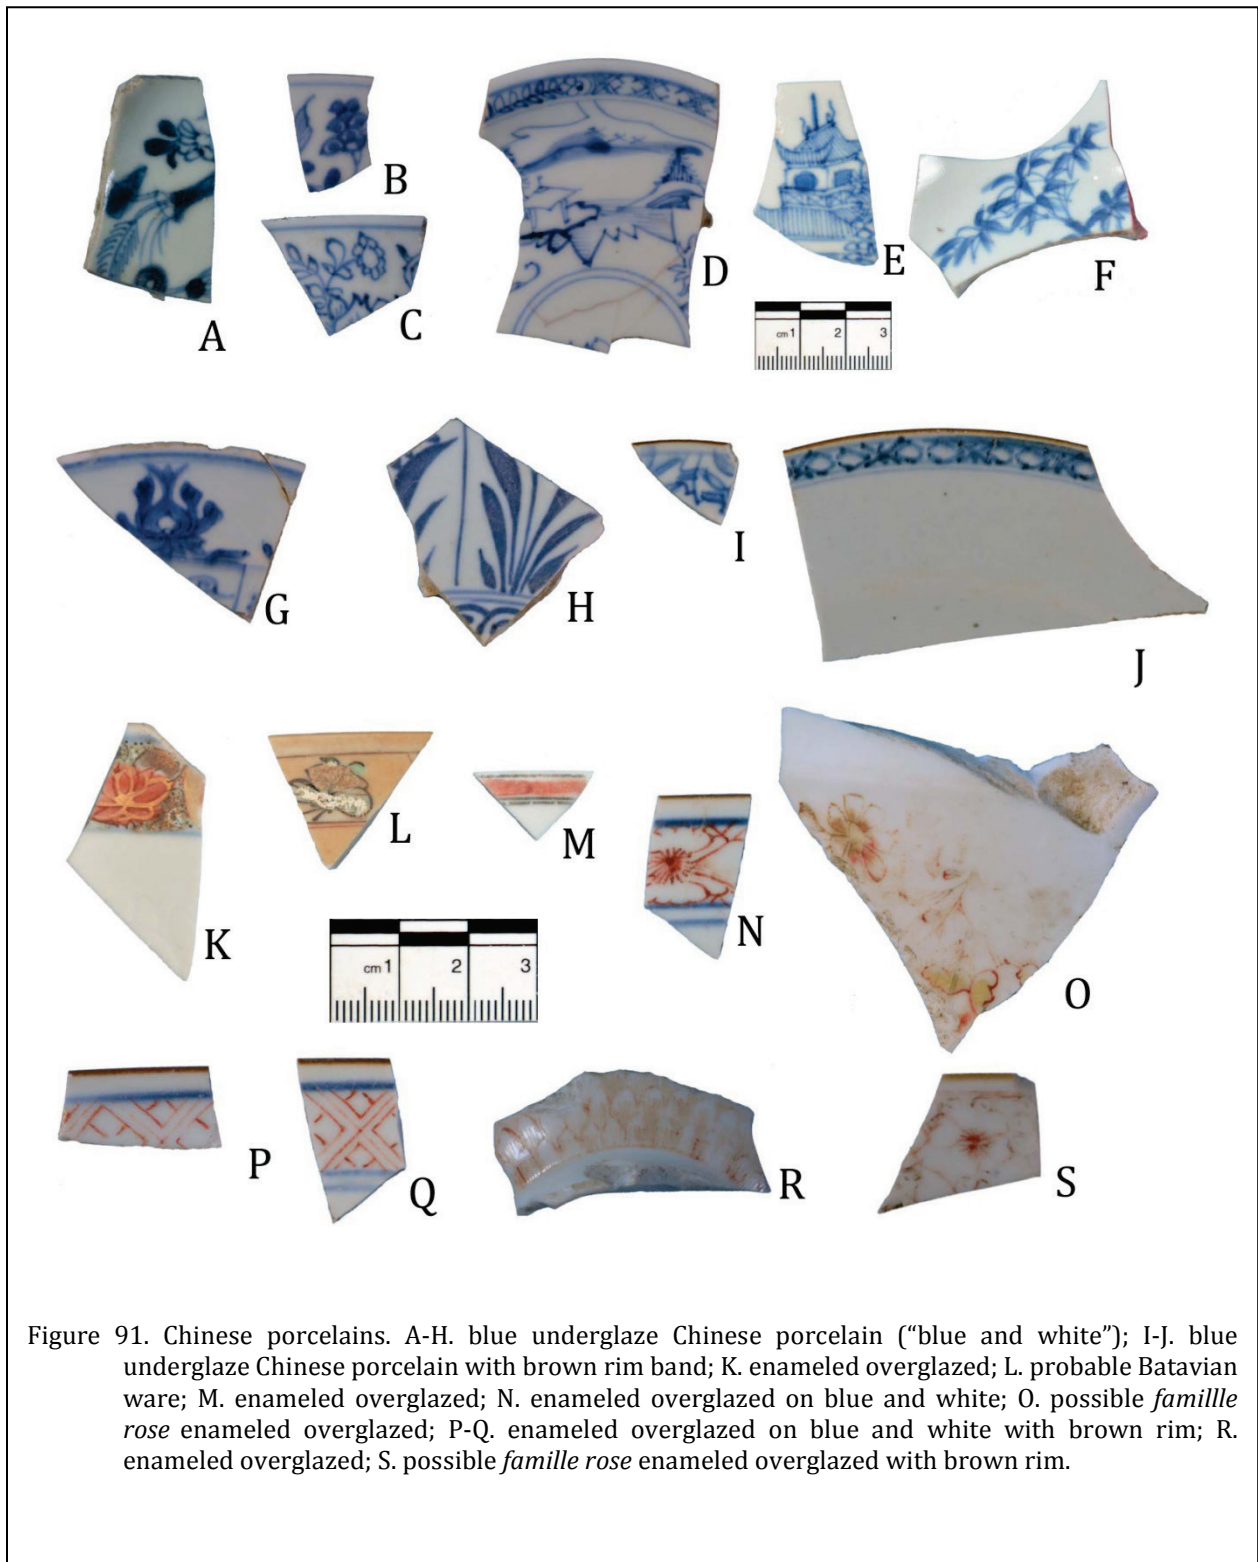 A
B
C
D
E
F
cm 1 2 3
G
H
I
J
K
L
M
N
O
cm 1 2 3
P
Q
R
S
Figure 91. Chinese porcelains. A-H. blue underglaze Chinese porcelain (“blue and white”); I-J. blue
underglaze Chinese porcelain with brown rim band; K. enameled overglazed; L. probable Batavian
ware; M. enameled overglazed; N. enameled overglazed on blue and white; O. possible famillle
rose enameled overglazed; P-Q. enameled overglazed on blue and white with brown rim; R.
enameled overglazed; S. possible famille rose enameled overglazed with brown rim.